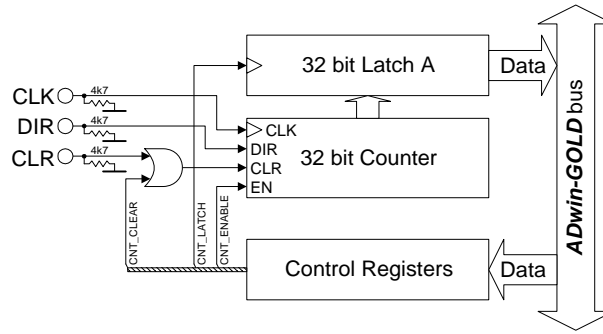 32 bit Latch A
Data
CLK
4k7
DIR
4k7
CLR
4k7
CLK
DIR
CLR
EN
32 bit Counter
CNT_CLEAR
CNT_LATCH
CNT_ENABLE
Control Registers
Data
ADwin-GOLD bus